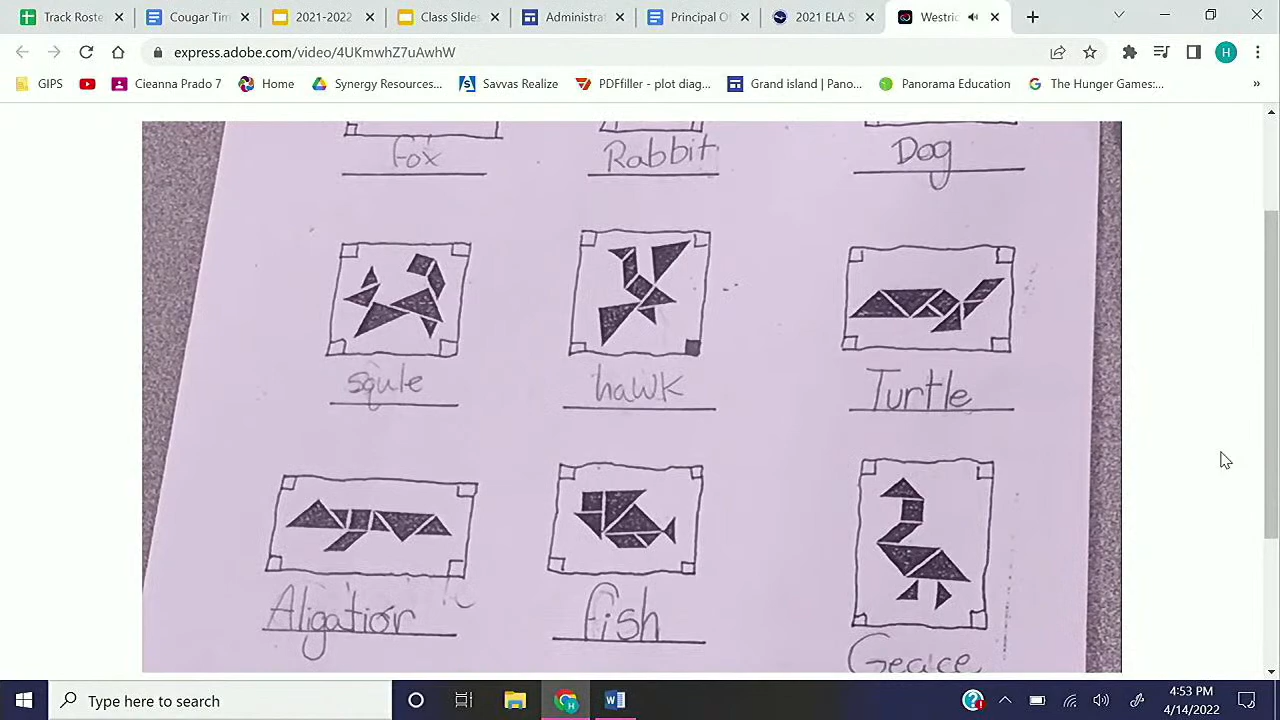 Track Roste
Cougar Tim
2021-2022
Class Slides
Administra
Principal O
2021 ELA
Westric
express.adobe.com/video/4UKmwhZ7uAwhW
GIPS
Cieanna Prado 7
Home
Synergy Resources...
Savvas Realize
PDFfiller - plot diag...
Grand island | Pano...
Panorama Education
The Hunger Games:...
»
H
fox Rabbit Dog
squle hawk Turtle
Aligatior fish Geace
Type here to search
4:53 PM
4/14/2022